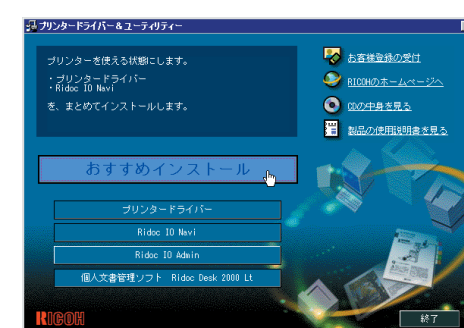 プリンタードライバー＆ユーティリティー
プリンターを使える状態にします。
・プリンタードライバー
・Ridoc IO Navi
を、まとめてインストールします。
お客様登録の受付
RICOHのホームページへ
CDの中身を見る
製品の使用説明書を見る
おすすめインストール
プリンタードライバー
Ridoc IO Navi
Ridoc IO Admin
個人文書管理ソフト Ridoc Desk 2000 Lt
RICOH
終了